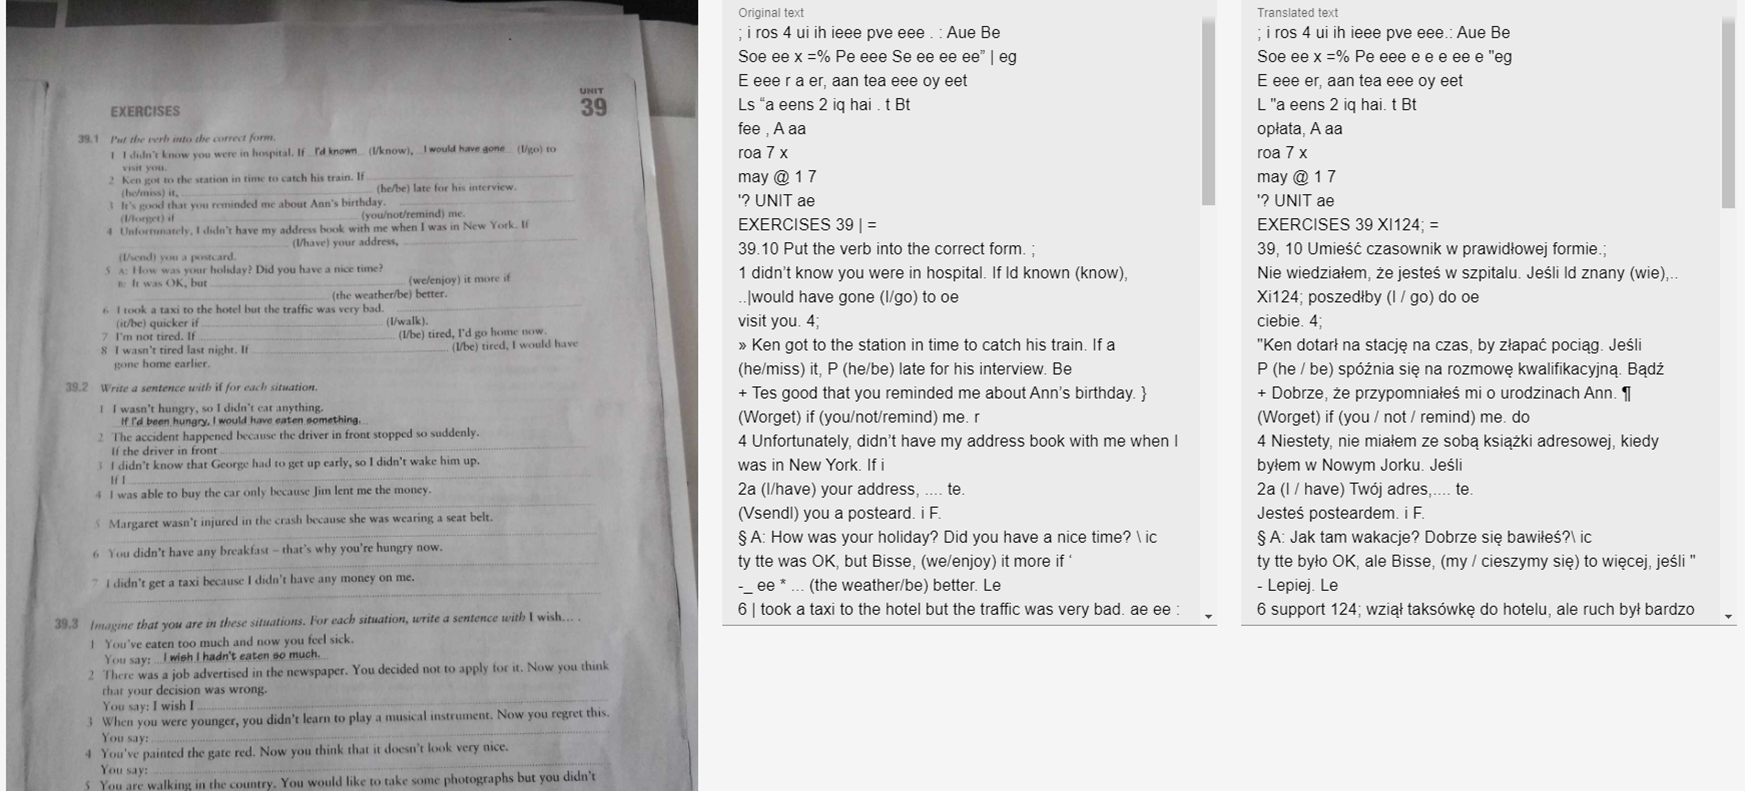 UNIT
EXERCISES 39
39.1 Put the verb into the correct form.
1 I didn't know you were in hospital. If I'd known (I/know), I would have gone (I/go) to
visit you.
2 Ken got to the station in time to catch his train. If
(he/miss) it, (he/be) late for his interview.
3 It's good that you reminded me about Ann's birthday.
(I/forget) if (you/not/remind) me.
4 Unfortunately, I didn't have my address book with me when I was in New York. If
(I/have) your address,
(I/send) you a postcard.
5 A: How was your holiday? Did you have a nice time?
B: It was OK, but (we/enjoy) it more if
(the weather/be) better.
6 I took a taxi to the hotel but the traffic was very bad.
(it/be) quicker if (I/walk).
7 I'm not tired. If (I/be) tired, I'd go home now.
8 I wasn't tired last night. If (I/be) tired, I would have
gone home earlier.
39.2 Write a sentence with if for each situation.
1 I wasn't hungry, so I didn't eat anything.
If I'd been hungry, I would have eaten something.
2 The accident happened because the driver in front stopped so suddenly.
If the driver in front
3 I didn't know that George had to get up early, so I didn't wake him up.
If I
4 I was able to buy the car only because Jim lent me the money.
5 Margaret wasn't injured in the crash because she was wearing a seat belt.
6 You didn't have any breakfast – that's why you're hungry now.
7 I didn't get a taxi because I didn't have any money on me.
39.3 Imagine that you are in these situations. For each situation, write a sentence with I wish... .
1 You've eaten too much and now you feel sick.
You say: I wish I hadn't eaten so much.
2 There was a job advertised in the newspaper. You decided not to apply for it. Now you think
that your decision was wrong.
You say: I wish I
3 When you were younger, you didn't learn to play a musical instrument. Now you regret this.
You say:
4 You've painted the gate red. Now you think that it doesn't look very nice.
You say:
5 You are walking in the country. You would like to take some photographs but you didn't
Original text
; i ros 4 ui ih ieee pve eee . : Aue Be
Soe ee x =% Pe eee Se ee ee ee” | eg
E eee r a er, aan tea eee oy eet
Ls “a eens 2 iq hai . t Bt
fee , A aa
roa 7 x
may @ 1 7
'? UNIT ae
EXERCISES 39 | =
39.10 Put the verb into the correct form. ;
1 didn’t know you were in hospital. If Id known (know),
..|would have gone (I/go) to oe
visit you. 4;
» Ken got to the station in time to catch his train. If a
(he/miss) it, P (he/be) late for his interview. Be
+ Tes good that you reminded me about Ann’s birthday. }
(Worget) if (you/not/remind) me. r
4 Unfortunately, didn’t have my address book with me when I
was in New York. If i
2a (I/have) your address, .... te.
(Vsendl) you a posteard. i F.
§ A: How was your holiday? Did you have a nice time? \ ic
ty tte was OK, but Bisse, (we/enjoy) it more if ‘
-_ ee * ... (the weather/be) better. Le
6 | took a taxi to the hotel but the traffic was very bad. ae ee :
Translated text
; i ros 4 ui ih ieee pve eee.: Aue Be
Soe ee x =% Pe eee e e e ee e "eg
E eee er, aan tea eee oy eet
L "a eens 2 iq hai. t Bt
opłata, A aa
roa 7 x
may @ 1 7
'? UNIT ae
EXERCISES 39 XI124; =
39, 10 Umieść czasownik w prawidłowej formie.;
Nie wiedziałem, że jesteś w szpitalu. Jeśli ld znany (wie),..
Xi124; poszedłby (I / go) do oe
ciebie. 4;
"Ken dotarł na stację na czas, by złapać pociąg. Jeśli
P (he / be) spóźnia się na rozmowę kwalifikacyjną. Bądź
+ Dobrze, że przypomniałeś mi o urodzinach Ann. ¶
(Worget) if (you / not / remind) me. do
4 Niestety, nie miałem ze sobą książki adresowej, kiedy
byłem w Nowym Jorku. Jeśli
2a (I / have) Twój adres,.... te.
Jesteś posteardem. i F.
§ A: Jak tam wakacje? Dobrze się bawiłeś?\ ic
ty tte było OK, ale Bisse, (my / cieszymy się) to więcej, jeśli "
- Lepiej. Le
6 support 124; wziął taksówkę do hotelu, ale ruch był bardzo